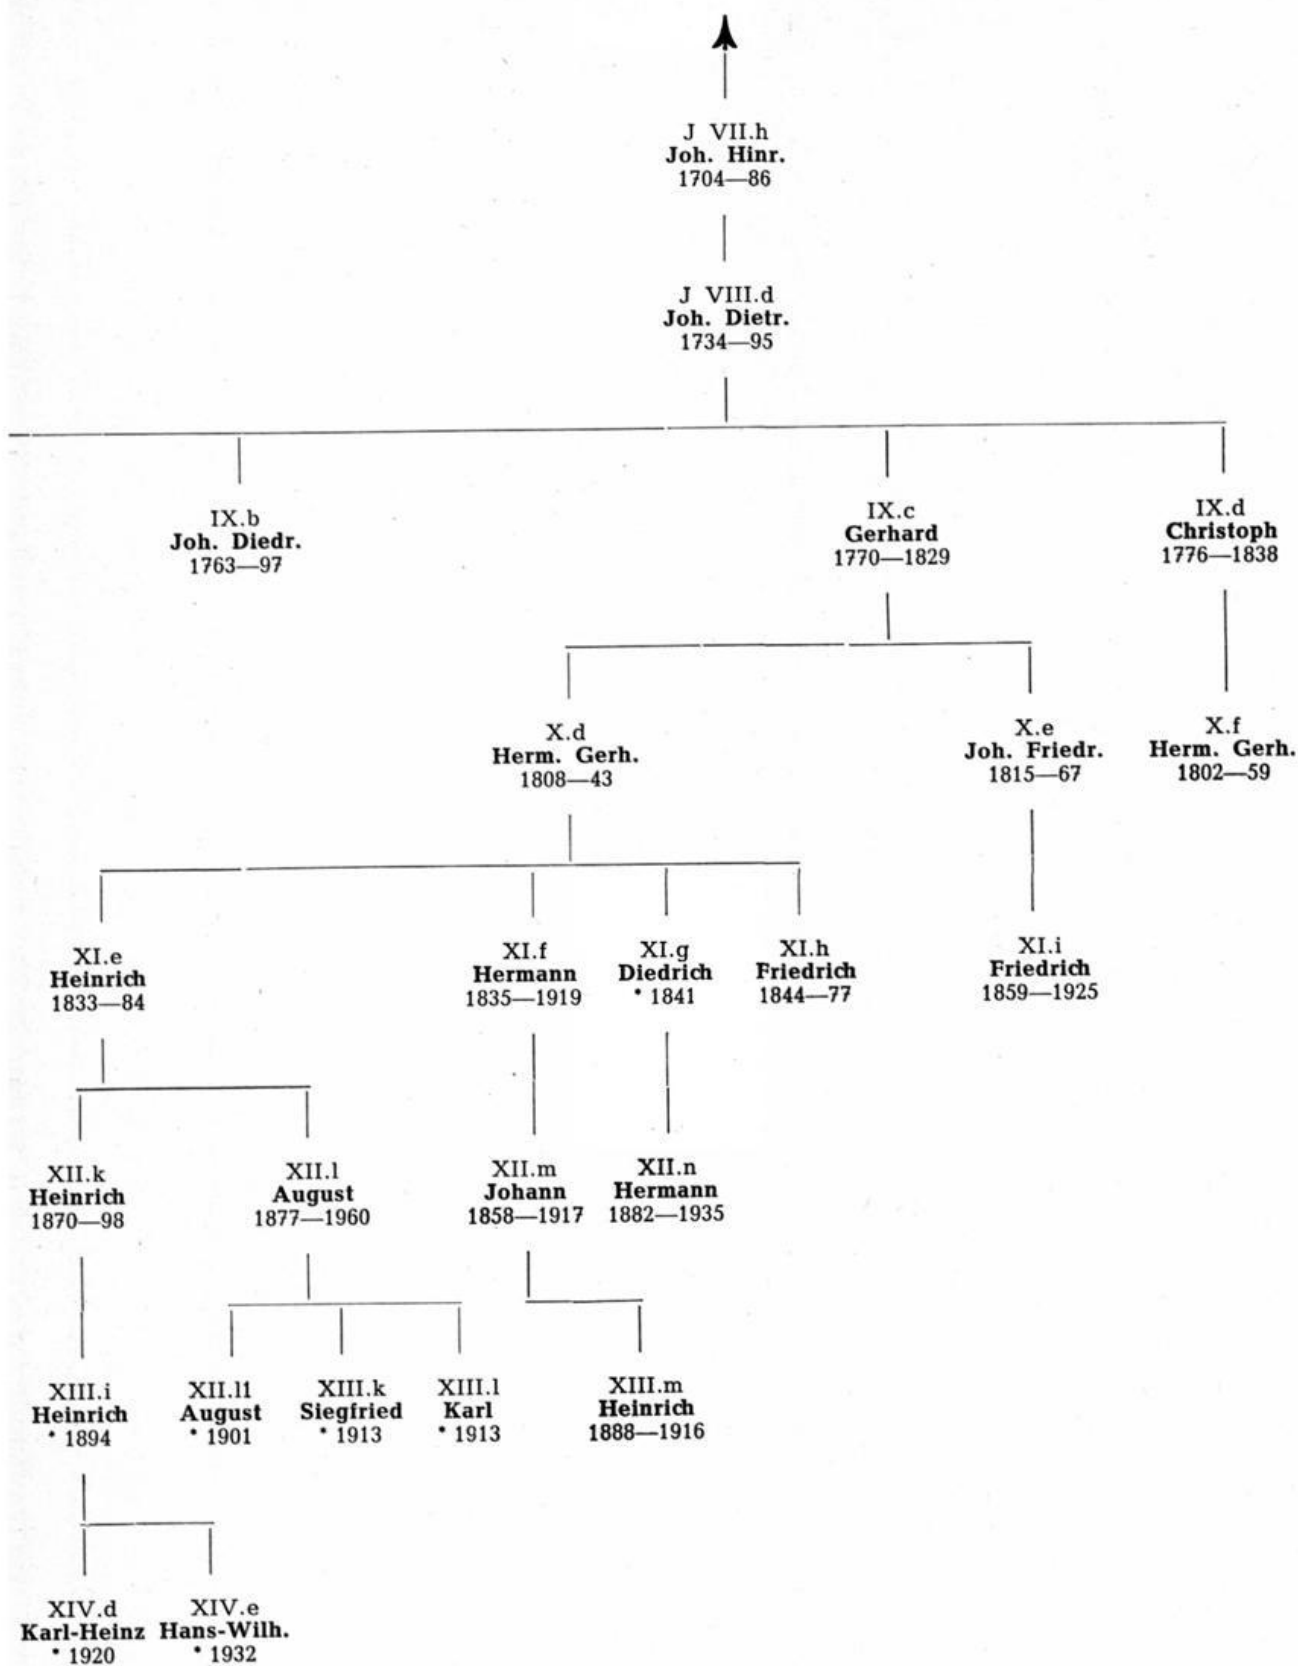 J VII.h
Joh. Hinr.
1704—86
J VIII.d
Joh. Dietr.
1734—95
IX.b
Joh. Diedr.
1763—97
IX.c
Gerhard
1770—1829
IX.d
Christoph
1776—1838
X.d
Herm. Gerh.
1808—43
X.e
Joh. Friedr.
1815—67
X.f
Herm. Gerh.
1802—59
XI.e
Heinrich
1833—84
XI.f
Hermann
1835—1919
XI.g
Diedrich
* 1841
XI.h
Friedrich
1844—77
XI.i
Friedrich
1859—1925
XII.k
Heinrich
1870—98
XII.l
August
1877—1960
XII.m
Johann
1858—1917
XII.n
Hermann
1882—1935
XIII.i
Heinrich
* 1894
XII.l1
August
* 1901
XIII.k
Siegfried
* 1913
XIII.l
Karl
* 1913
XIII.m
Heinrich
1888—1916
XIV.d
Karl-Heinz
* 1920
XIV.e
Hans-Wilh.
* 1932